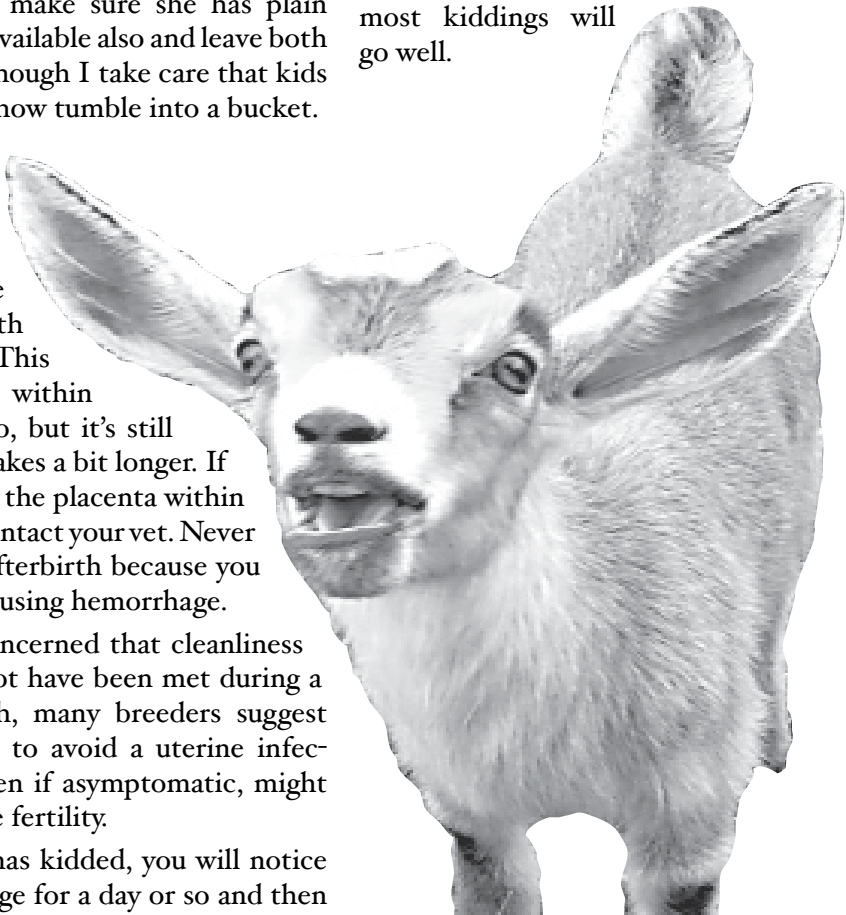 make sure she has plain
vailable also and leave both
hough I take care that kids
how tumble into a bucket.
e
th
This
within
o, but it's still
akes a bit longer. If
the placenta within
ntact your vet. Never
fterbirth because you
using hemorrhage.
ncerned that cleanliness
ot have been met during a
h, many breeders suggest
to avoid a uterine infec-
en if asymptomatic, might
e fertility.
has kidded, you will notice
ge for a day or so and then
most kiddings will
go well.